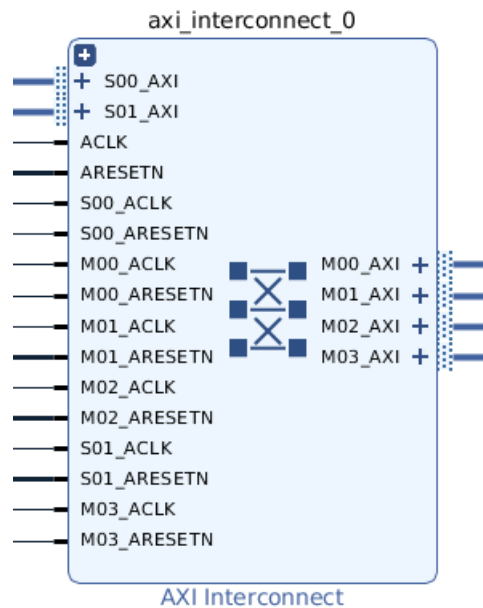 axi_interconnect_0
S00_AXI
S01_AXI
ACLK
ARESETN
S00_ACLK
S00_ARESETN
M00_ACLK
M00_ARESETN
M01_ACLK
M01_ARESETN
M02_ACLK
M02_ARESETN
S01_ACLK
S01_ARESETN
M03_ACLK
M03_ARESETN
M00_AXI
M01_AXI
M02_AXI
M03_AXI
AXI Interconnect